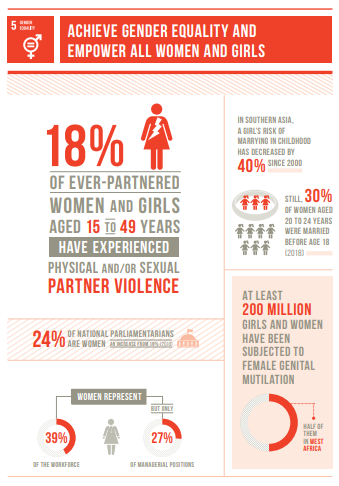 5 GENDER
EQUALITY
ACHIEVE GENDER EQUALITY AND
EMPOWER ALL WOMEN AND GIRLS
18%
OF EVER-PARTNERED
WOMEN AND GIRLS
AGED 15 TO 49 YEARS
HAVE EXPERIENCED
PHYSICAL AND/OR SEXUAL
PARTNER VIOLENCE
IN SOUTHERN ASIA,
A GIRL'S RISK OF
MARRYING IN CHILDHOOD
HAS DECREASED BY
40% SINCE 2000
STILL, 30%
OF WOMEN AGED
20 TO 24 YEARS
WERE MARRIED
BEFORE AGE 18
(2018)
24% OF NATIONAL PARLIAMENTARIANS
ARE WOMEN AN INCREASE FROM
AT LEAST
200 MILLION
GIRLS AND WOMEN
HAVE BEEN
SUBJECTED TO
FEMALE GENITAL
MUTILATION
HALF OF
THEM
IN WEST
AFRICA
WOMEN REPRESENT
BUT ONLY
39%
27%
OF THE WORKFORCE
OF MANAGERIAL POSITIONS